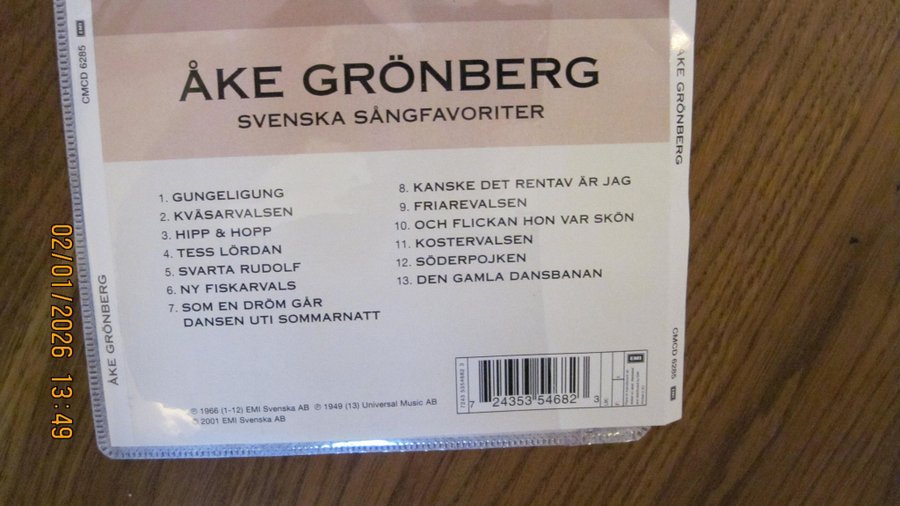 ÅKE GRÖNBERG
SVENSKA SÅNGFAVORITER
1. GUNGELIGUNG
2. KVÄSARVALSEN
3. HIPP & HOPP
4. TESS LÖRDAN
5. SVARTA RUDOLF
6. NY FISKARVALS
7. SOM EN DRÖM GÅR
DANSEN UTI SOMMARNATT
8. KANSKE DET RENTAV ÄR JAG
9. FRIAREVALSEN
10. OCH FLICKAN HON VAR SKÖN
11. KOSTERVALSEN
12. SÖDERPOJKEN
13. DEN GAMLA DANSBANAN
℗ 1966 (1-12) EMI Svenska AB ℗ 1949 (13) Universal Music AB
© 2001 EMI Svenska AB
7243 5354682 3
7 24353 54682 3
EMI
CMCD 6285 EMI
ÅKE GRÖNBERG
ÅKE GRÖNBERG
CMCD 6285 EMI
02/01/2026 13:49